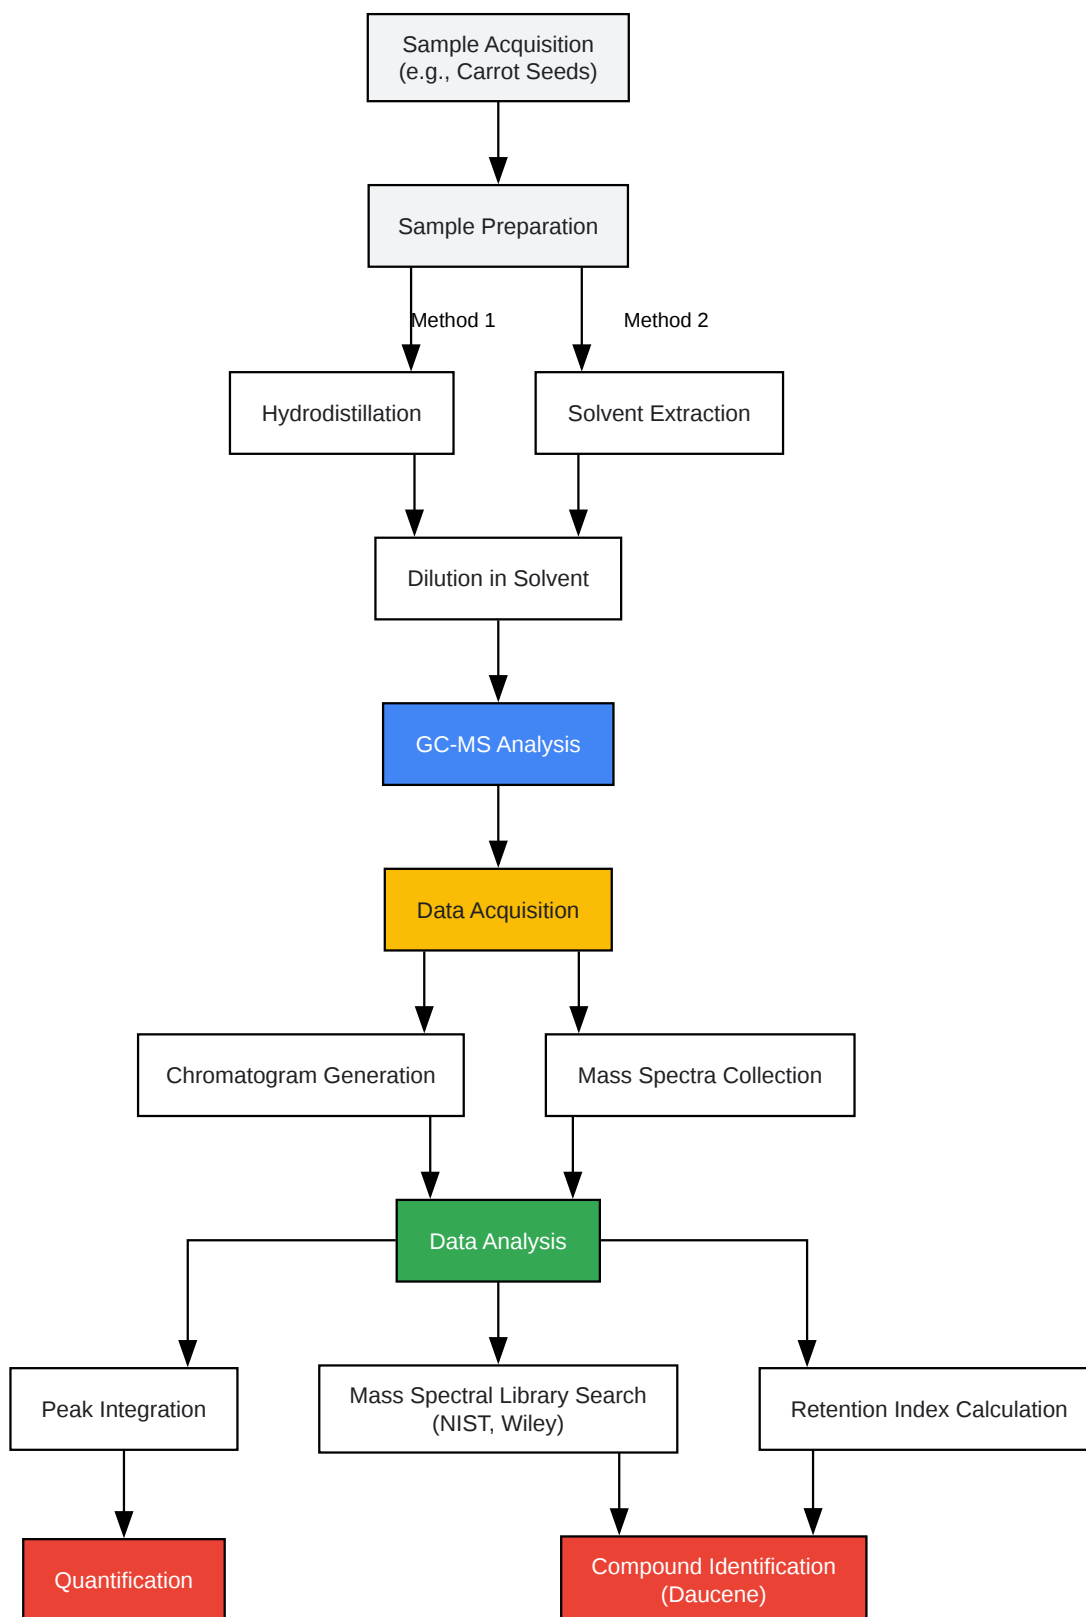 Sample Acquisition
(e.g., Carrot Seeds)
Sample Preparation
Method 1
Method 2
Hydrodistillation
Solvent Extraction
Dilution in Solvent
GC-MS Analysis
Data Acquisition
Chromatogram Generation
Mass Spectra Collection
Data Analysis
Peak Integration
Mass Spectral Library Search
(NIST, Wiley)
Retention Index Calculation
Quantification
Compound Identification
(Daucene)